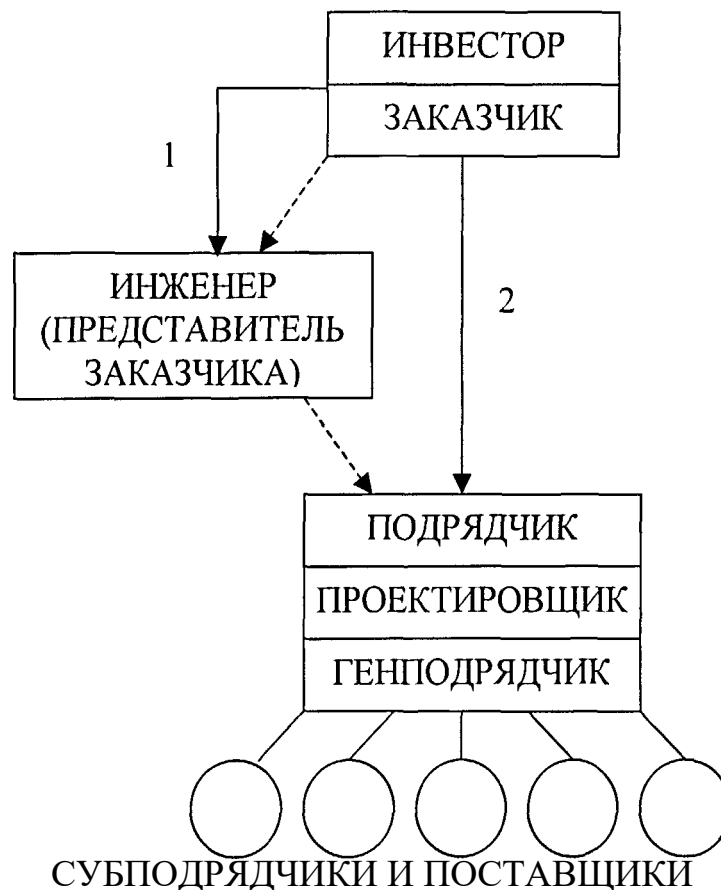 ИНВЕСТОР
ЗАКАЗЧИК
1
ИНЖЕНЕР
(ПРЕДСТАВИТЕЛЬ
ЗАКАЗЧИКА)
2
ПОДРЯДЧИК
ПРОЕКТИРОВЩИК
ГЕНПОДРЯДЧИК
СУБПОДРЯДЧИКИ И ПОСТАВЩИКИ